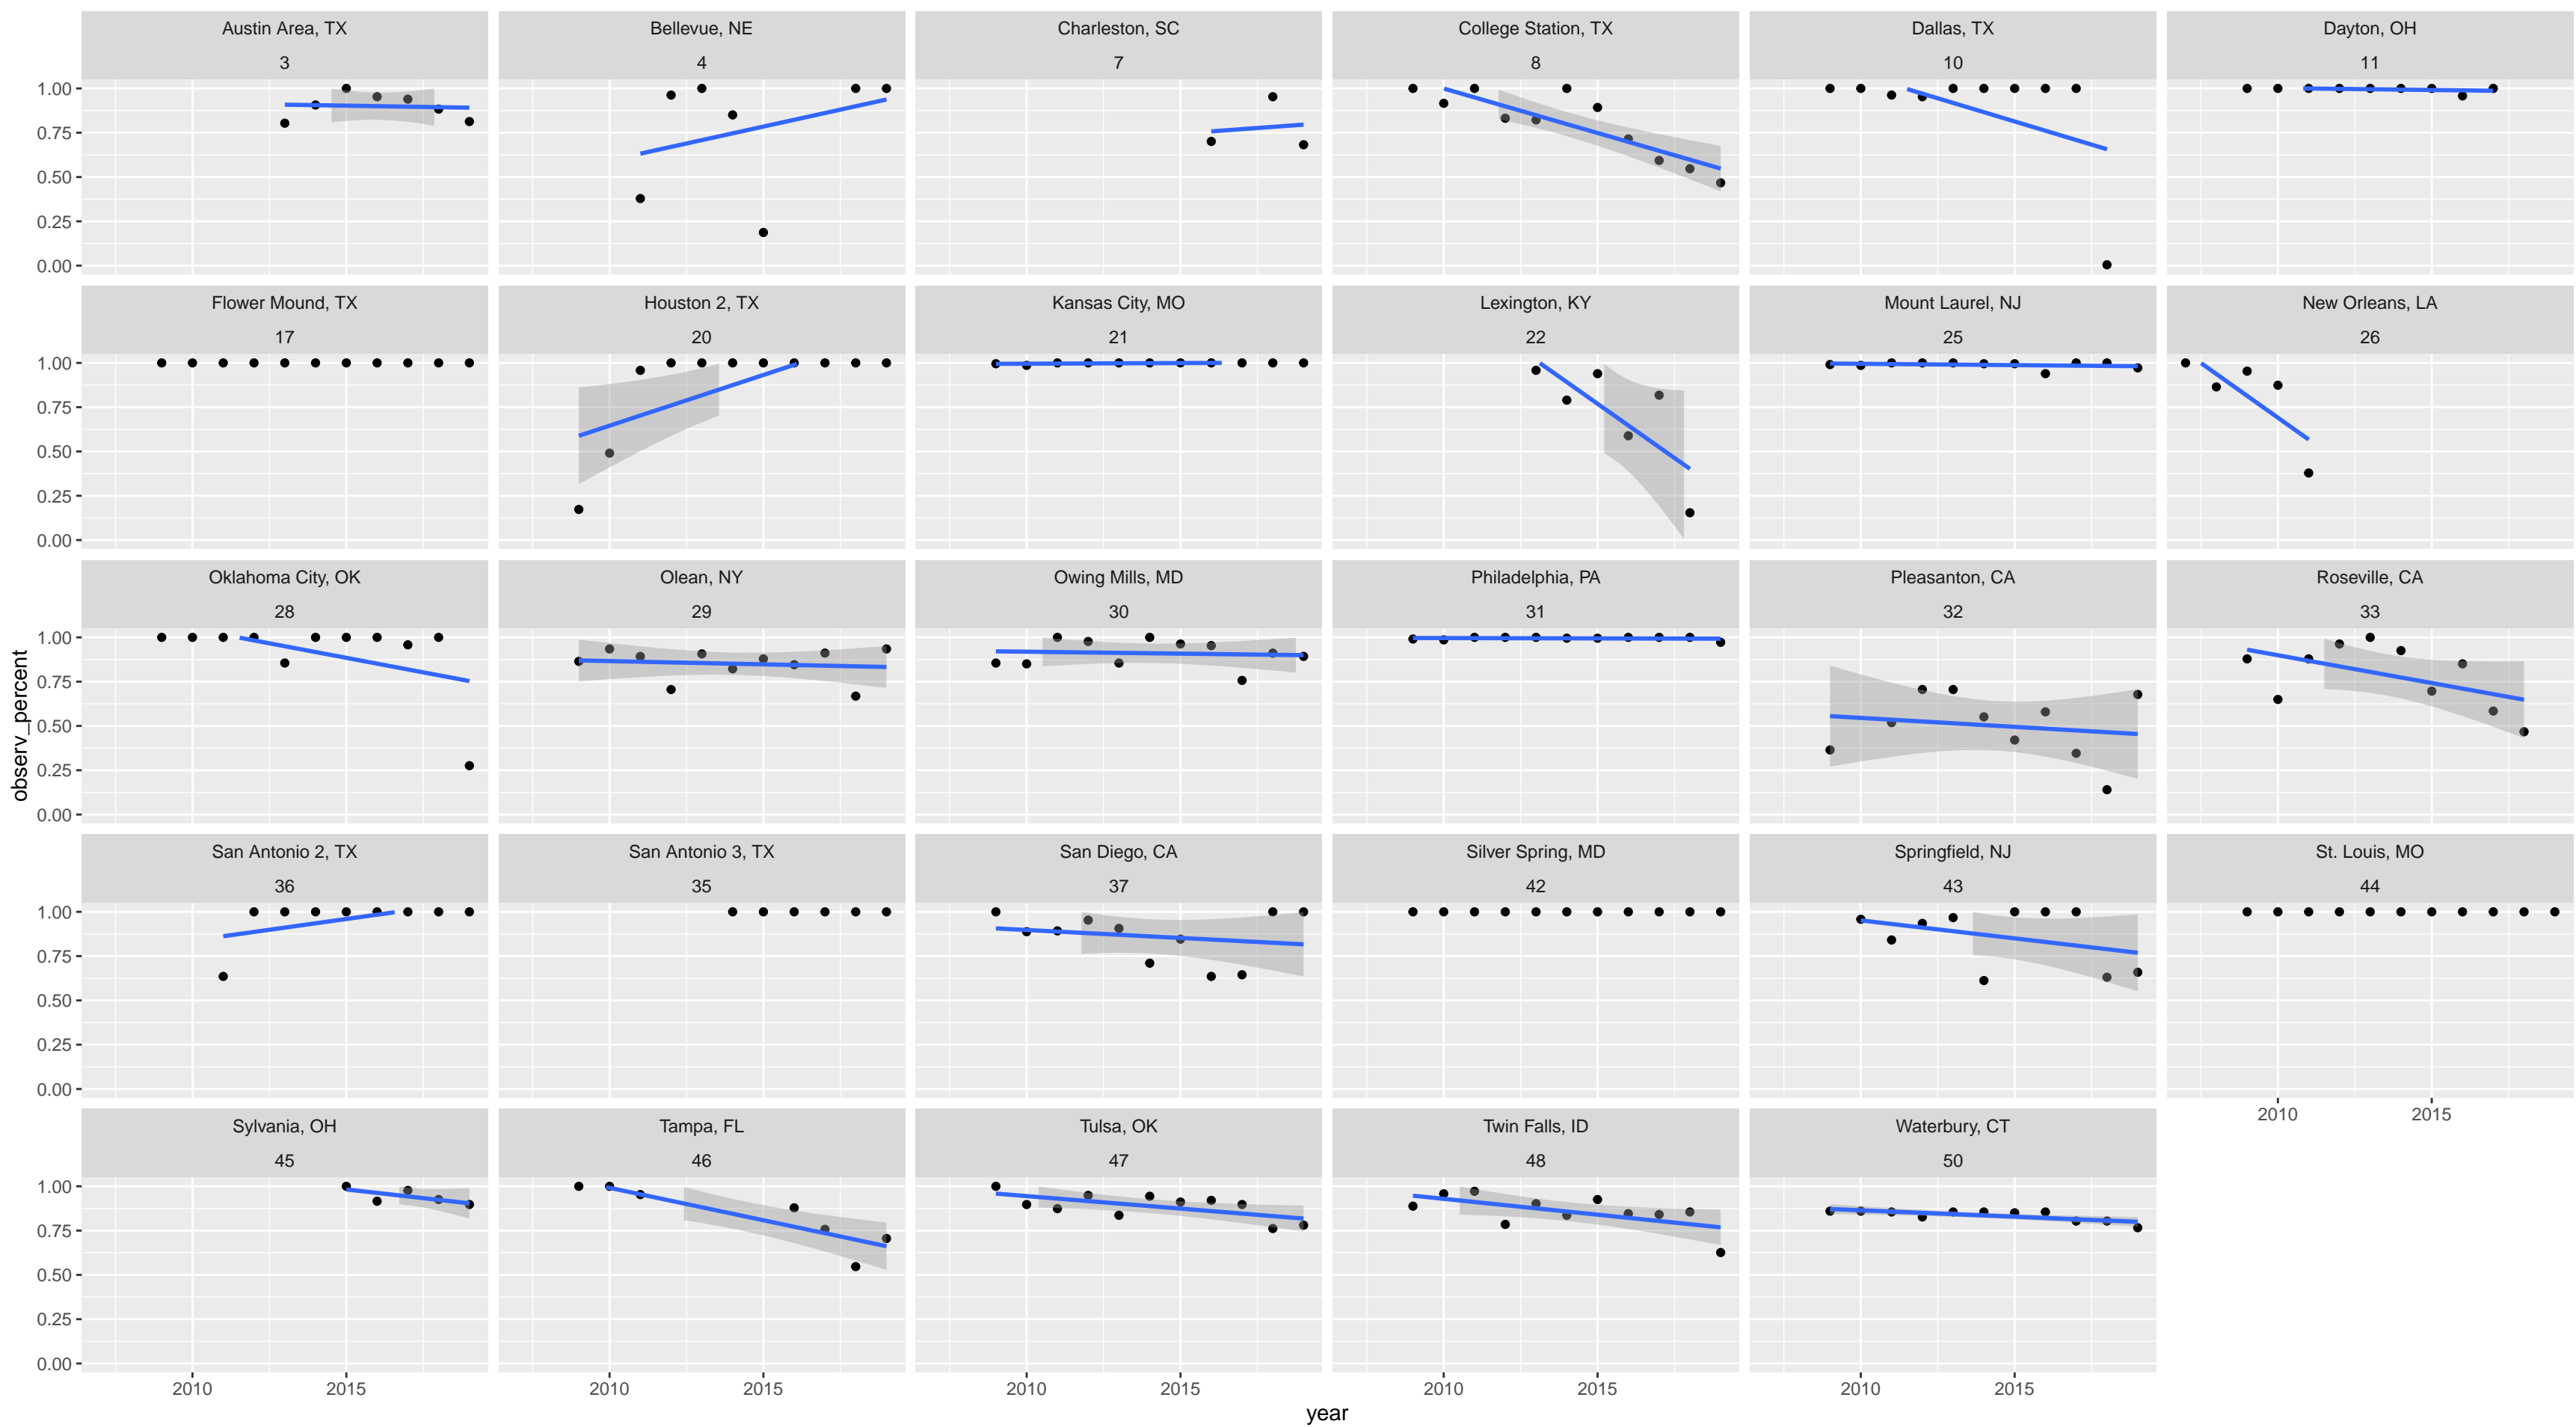 Austin Area, TX
3
Bellevue, NE
4
Charleston, SC
7
College Station, TX
8
Dallas, TX
10
Dayton, OH
11
1.00
0.75
0.50
0.25
0.00
Flower Mound, TX
17
Houston 2, TX
20
Kansas City, MO
21
Lexington, KY
22
Mount Laurel, NJ
25
New Orleans, LA
26
1.00
0.75
0.50
0.25
0.00
Oklahoma City, OK
28
Olean, NY
29
Owing Mills, MD
30
Philadelphia, PA
31
Pleasanton, CA
32
Roseville, CA
33
1.00
0.75
0.50
0.25
0.00
observ_percent
San Antonio 2, TX
36
San Antonio 3, TX
35
San Diego, CA
37
Silver Spring, MD
42
Springfield, NJ
43
St. Louis, MO
44
1.00
0.75
0.50
0.25
0.00
2010 2015
Sylvania, OH
45
Tampa, FL
46
Tulsa, OK
47
Twin Falls, ID
48
Waterbury, CT
50
1.00
0.75
0.50
0.25
0.00
2010 2015 2010 2015 2010 2015 2010 2015 2010 2015
year